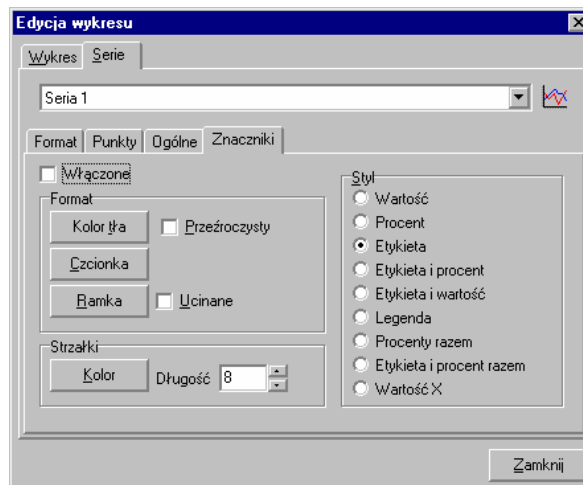 Edycja wykresu
Wykres Serie
Seria 1
Format Punkty Ogólne Znaczniki
Włączone
Format
Kolor tła Przeźroczysty
Czcionka
Ramka Ucinane
Strzałki
Kolor Długość 8
Styl
Wartość
Procent
Etykieta
Etykieta i procent
Etykieta i wartość
Legenda
Procenty razem
Etykieta i procent razem
Wartość X
Zamknij